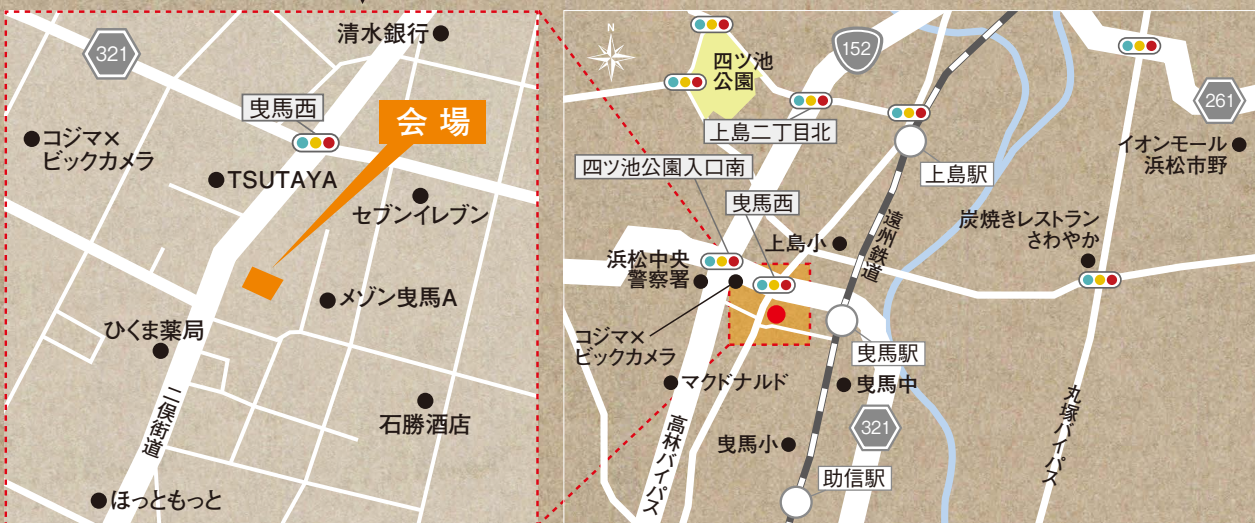 清水銀行
321
曳馬西
会場
コジマ×
ビックカメラ
TSUTAYA
セブンイレブン
メゾン曳馬A
ひくま薬局
石勝酒店
二俣街道
ほっともっと
N
四ツ池
公園
152
261
上島二丁目北
イオンモール
浜松市野
四ツ池公園入口南
上島駅
曳馬西
遠州鉄道
炭焼きレストラン
さわやか
上島小
浜松中央
警察署
コジマ×
ビックカメラ
曳馬駅
マクドナルド
曳馬中
丸塚バイパス
高林バイパス
321
曳馬小
助信駅